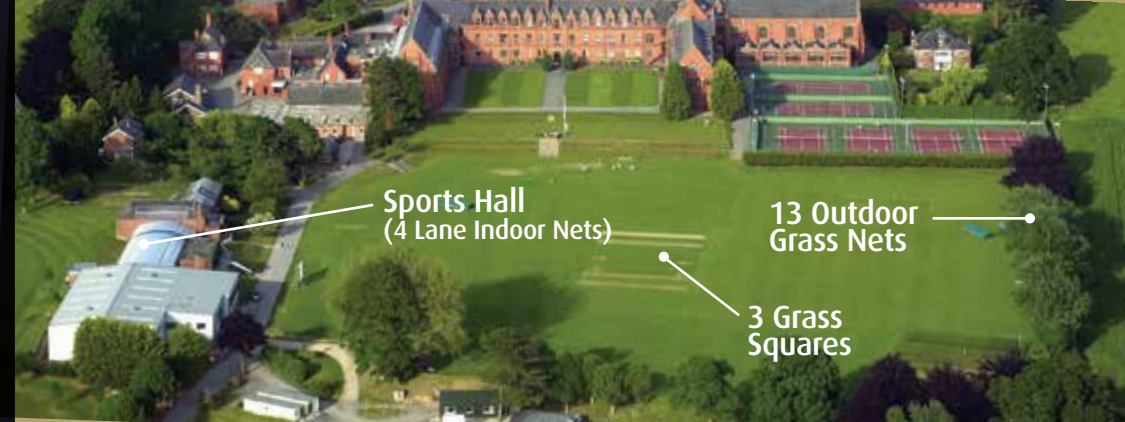 Sports Hall
(4 Lane Indoor Nets)
13 Outdoor
Grass Nets
3 Grass
Squares